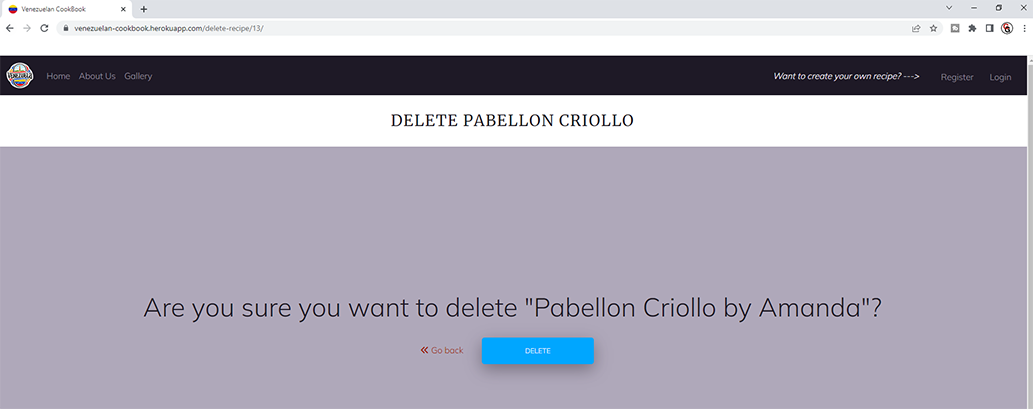 Venezuelan CookBook
venezuelan-cookbook.herokuapp.com/delete-recipe/13/
VENEZUELAN Home About Us Gallery Want to create your own recipe? ---> Register Login
DELETE PABELLON CRIOLLO
Are you sure you want to delete "Pabellon Criollo by Amanda"?
Go back DELETE